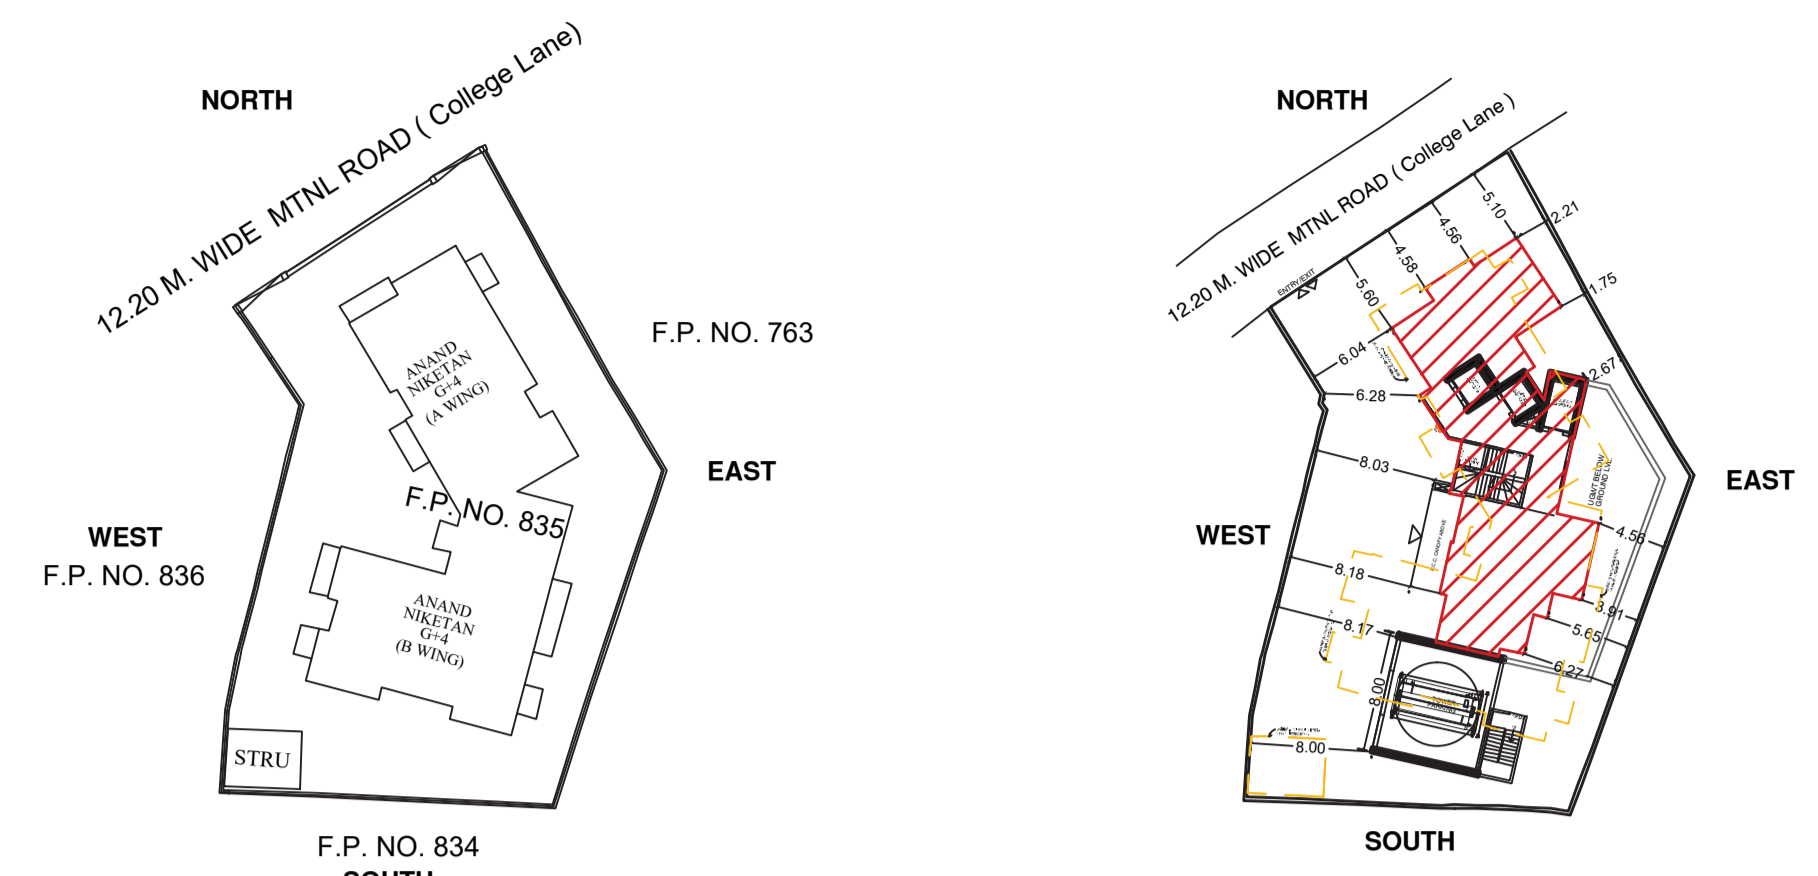 NORTH
12.20 M. WIDE MTNL ROAD ( College Lane)
F.P. NO. 763
EAST
ANAND
NIKETAN
G+4
(A WING)
F.P. NO. 835
WEST
F.P. NO. 836
ANAND
NIKETAN
G+4
(B WING)
STRU
F.P. NO. 834
SOUTH
NORTH
12.20 M. WIDE MTNL ROAD ( College Lane )
ENTRY/EXIT
5.10
2.21
4.56
4.58
5.60
1.75
6.04
2.67
6.28
8.03
UGWT BELOW
GROUND LVL
EAST
WEST
CANOPY ABOVE
4.56
8.18
3.91
8.17
5.65
6.27
8.00
8.00
SOUTH